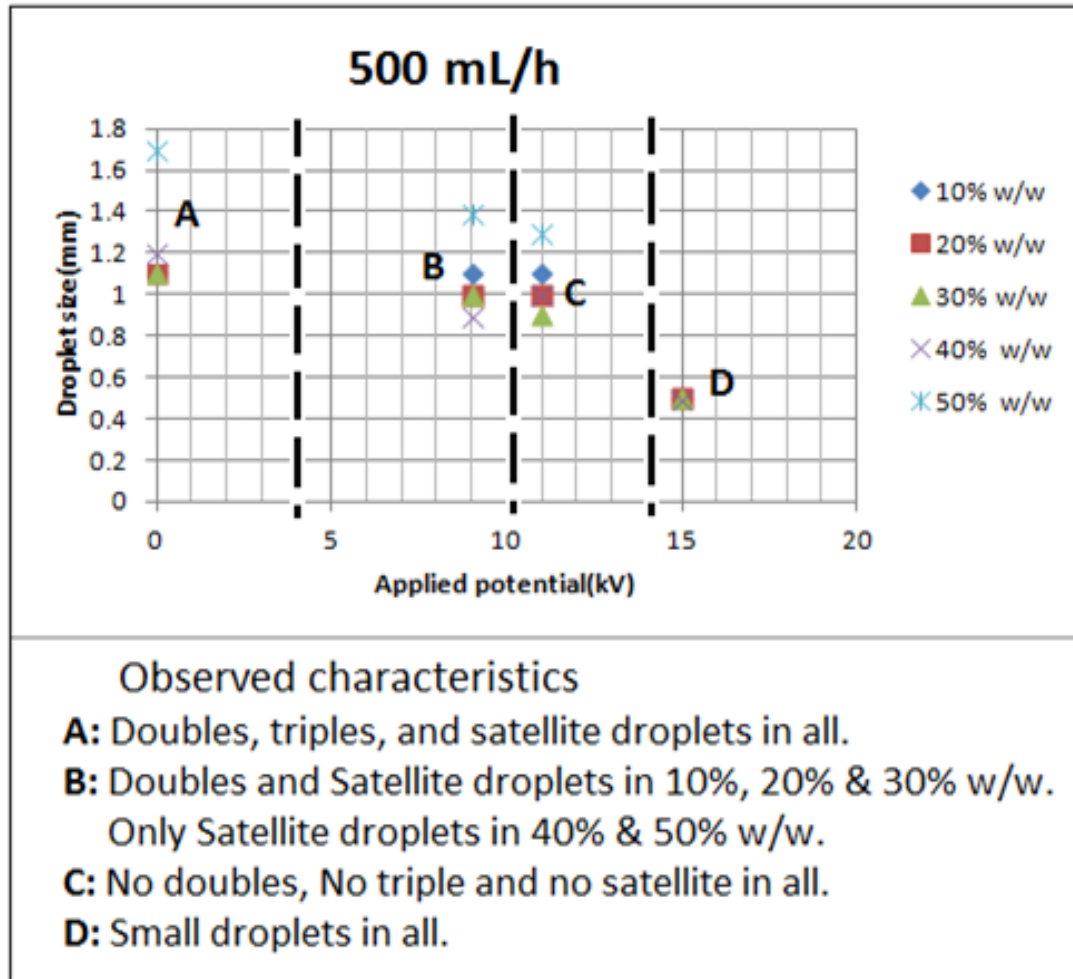 500 mL/h
1.8
1.6
1.4
1.2
1
0.8
0.6
0.4
0.2
0
Droplet size(mm)
A
B
C
D
0 5 10 15 20
Applied potential(kV)
10% w/w
20% w/w
30% w/w
40% w/w
50% w/w
Observed characteristics
A: Doubles, triples, and satellite droplets in all.
B: Doubles and Satellite droplets in 10%, 20% & 30% w/w.
Only Satellite droplets in 40% & 50% w/w.
C: No doubles, No triple and no satellite in all.
D: Small droplets in all.